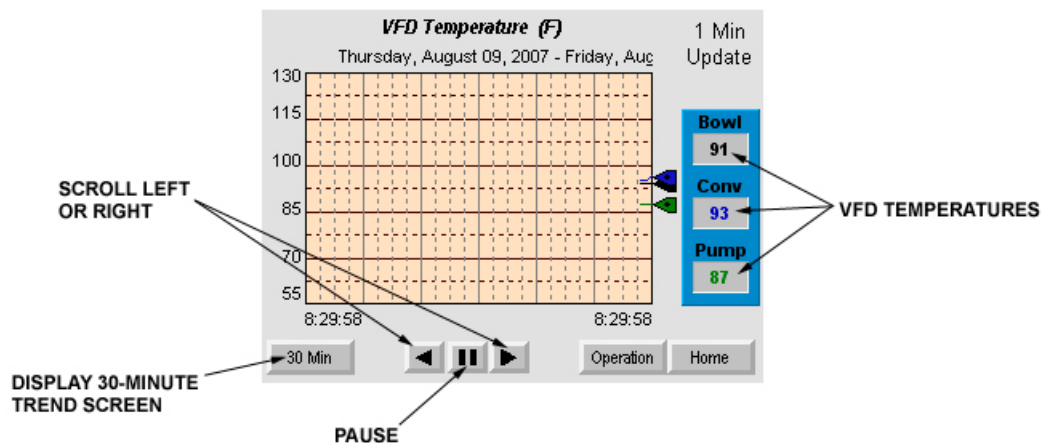 VFD Temperature (F)
Thursday, August 09, 2007 - Friday, Aug
1 Min
Update
130
115
100
85
70
55
8:29:58
8:29:58
Bowl
91
Conv
93
Pump
87
VFD TEMPERATURES
SCROLL LEFT
OR RIGHT
30 Min
Operation
Home
DISPLAY 30-MINUTE
TREND SCREEN
PAUSE